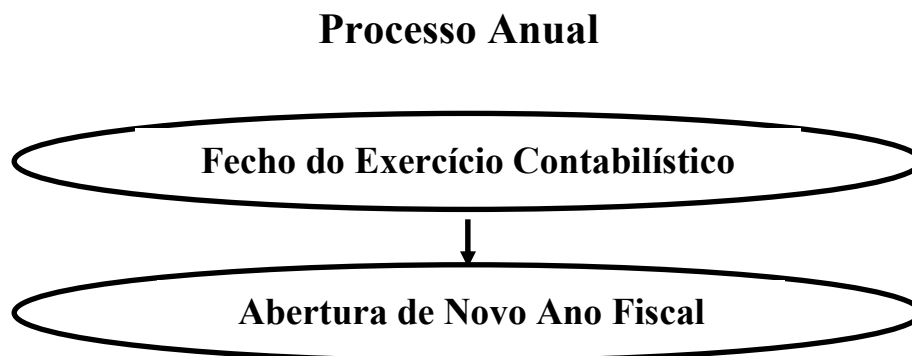 Processo Anual
Fecho do Exercício Contabilístico
Abertura de Novo Ano Fiscal